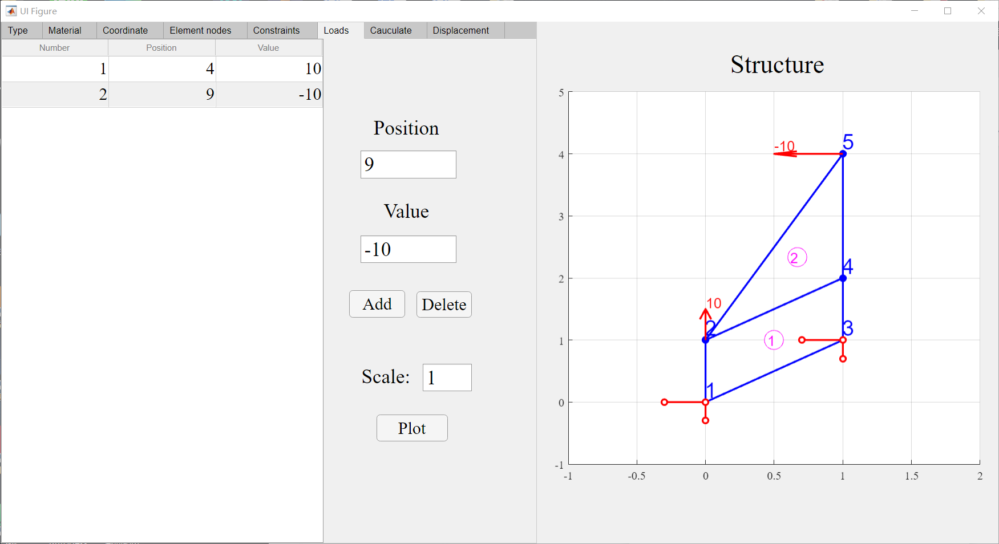 UI Figure
Type Material Coordinate Element nodes Constraints Loads Cauculate Displacement
Number Position Value
1 4 10
2 9 -10
Position
9
Value
-10
Add Delete
Scale: 1
Plot
Structure
5
4
3
2
1
0
-1
-1 -0.5 0 0.5 1 1.5 2
-10
5
2
4
10
2
3
1
1